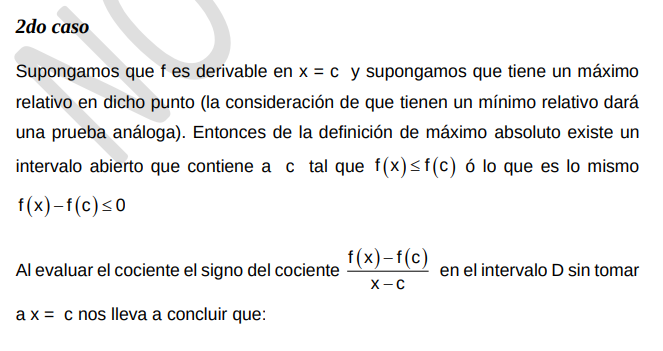 2do caso
Supongamos que f es derivable en x = c y supongamos que tiene un máximo
relativo en dicho punto (la consideración de que tienen un mínimo relativo dará
una prueba análoga). Entonces de la definición de máximo absoluto existe un
intervalo abierto que contiene a c tal que f(x)≤f(c) ó lo que es lo mismo
f(x)−f(c)≤0
Al evaluar el cociente el signo del cociente (f(x)−f(c))/(x−c) en el intervalo D sin tomar
a x = c nos lleva a concluir que: